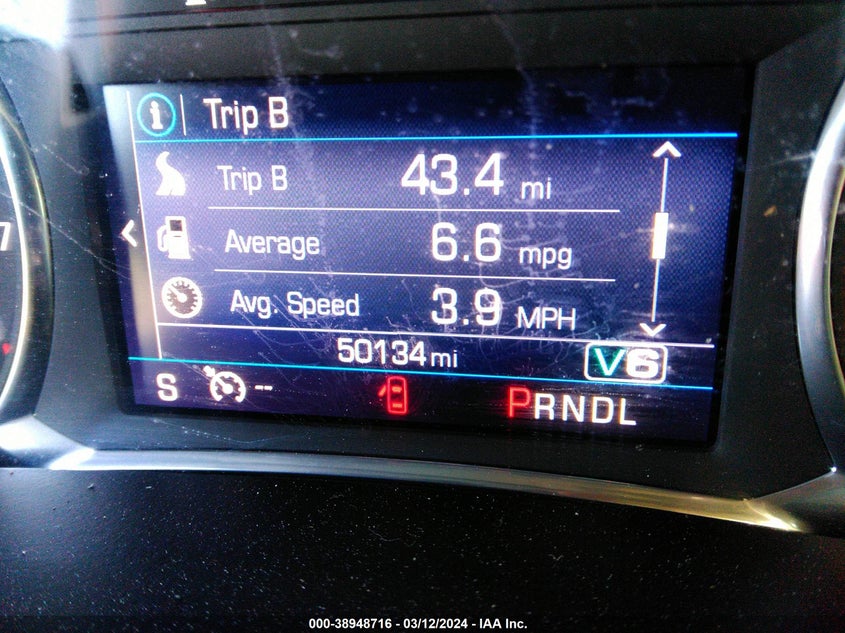 Trip B
Trip B 43.4 mi
Average 6.6 mpg
Avg. Speed 3.9 MPH
50134 mi V6
S -- PRNDL
7
000-38948716 - 03/12/2024 - IAA Inc.